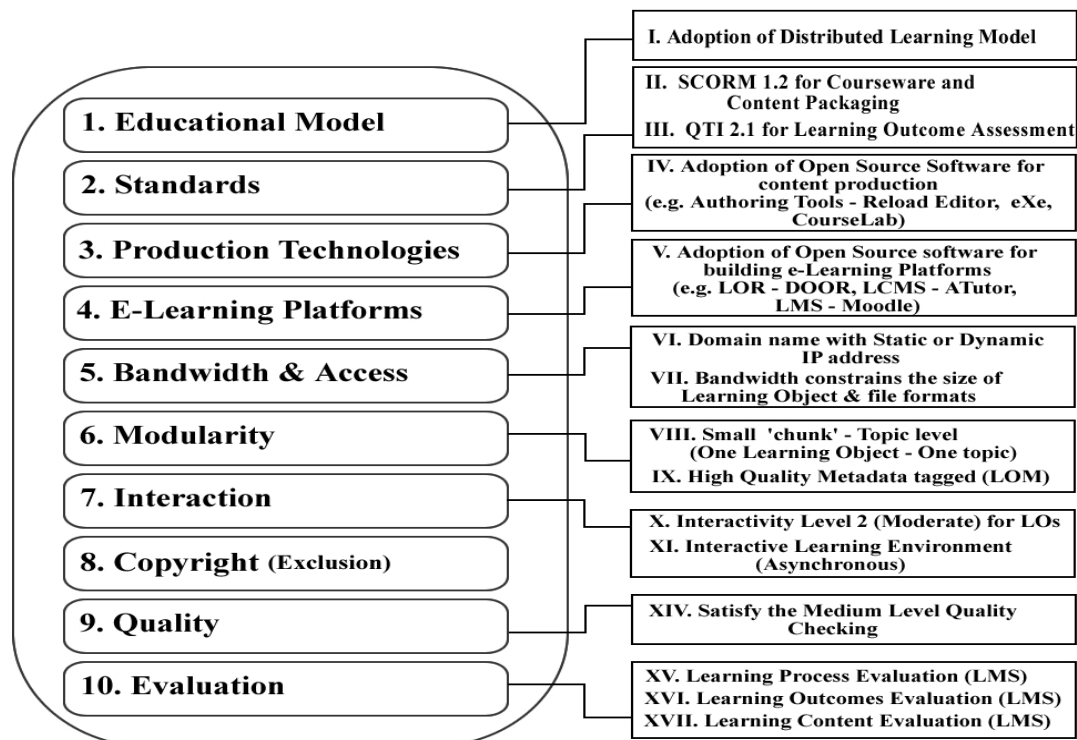 1. Educational Model
2. Standards
3. Production Technologies
4. E-Learning Platforms
5. Bandwidth & Access
6. Modularity
7. Interaction
8. Copyright (Exclusion)
9. Quality
10. Evaluation
I. Adoption of Distributed Learning Model
II. SCORM 1.2 for Courseware and
Content Packaging
III. QTI 2.1 for Learning Outcome Assessment
IV. Adoption of Open Source Software for
content production
(e.g. Authoring Tools - Reload Editor, eXe,
CourseLab)
V. Adoption of Open Source software for
building e-Learning Platforms
(e.g. LOR - DOOR, LCMS - ATutor,
LMS - Moodle)
VI. Domain name with Static or Dynamic
IP address
VII. Bandwidth constrains the size of
Learning Object & file formats
VIII. Small 'chunk' - Topic level
(One Learning Object - One topic)
IX. High Quality Metadata tagged (LOM)
X. Interactivity Level 2 (Moderate) for LOs
XI. Interactive Learning Environment
(Asynchronous)
XIV. Satisfy the Medium Level Quality
Checking
XV. Learning Process Evaluation (LMS)
XVI. Learning Outcomes Evaluation (LMS)
XVII. Learning Content Evaluation (LMS)